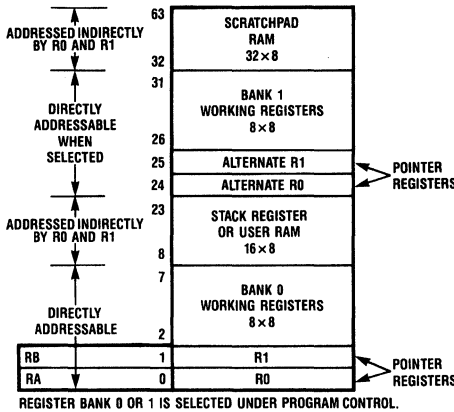 63
SCRATCHPAD
RAM
32×8
ADDRESSED INDIRECTLY
BY R0 AND R1
32
31
BANK 1
WORKING REGISTERS
8×8
DIRECTLY
ADDRESSABLE
WHEN
SELECTED
26
25
ALTERNATE R1
24
ALTERNATE R0
POINTER
REGISTERS
23
STACK REGISTER
OR USER RAM
16×8
ADDRESSED INDIRECTLY
BY R0 AND R1
8
7
BANK 0
WORKING REGISTERS
8×8
DIRECTLY
ADDRESSABLE
2
RB 1 R1
RA 0 R0
POINTER
REGISTERS
REGISTER BANK 0 OR 1 IS SELECTED UNDER PROGRAM CONTROL.